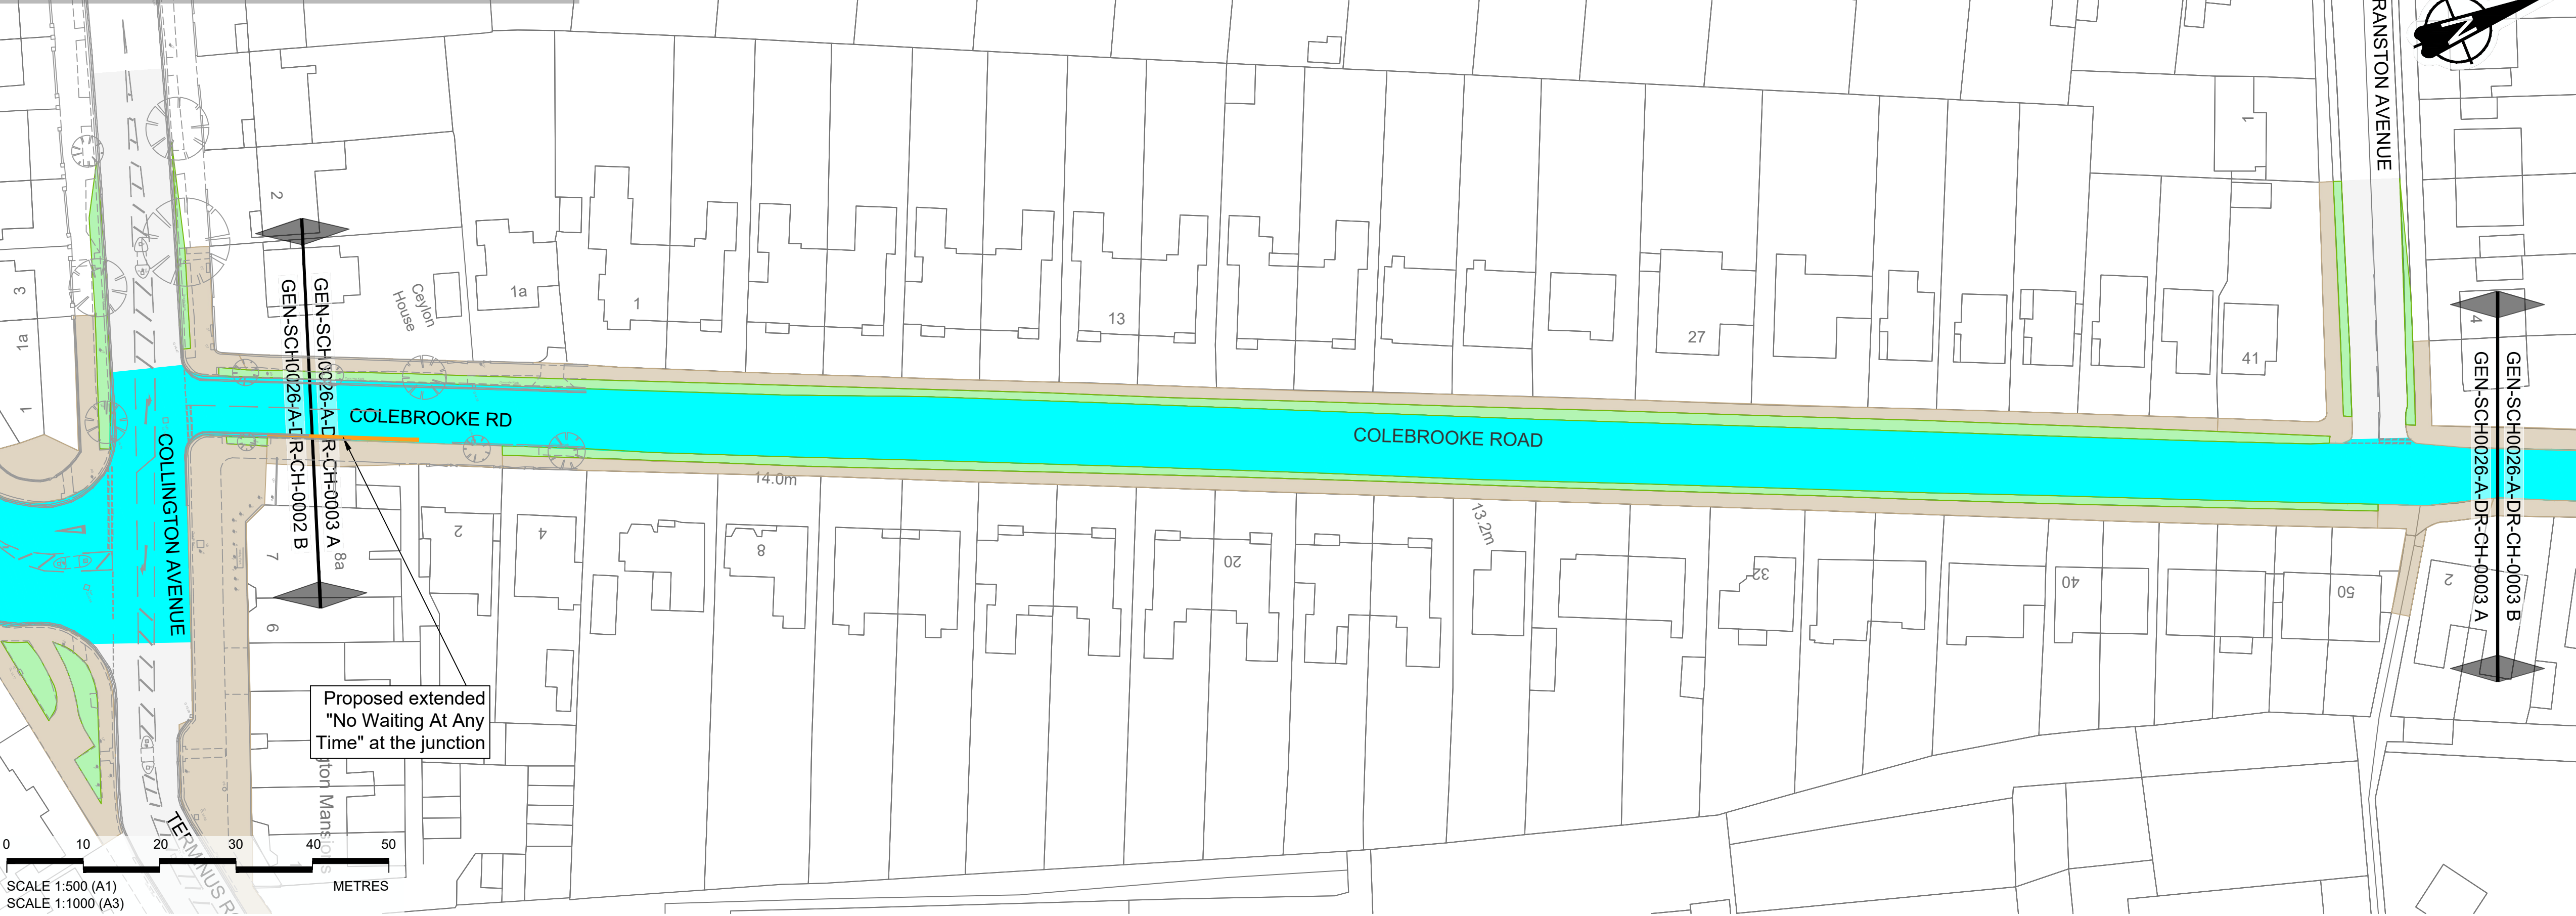 RANSTON AVENUE
N
2
3
1a
1
Ceylon
House
1a
1
13
27
41
1
4
GEN-SCH0026-A-DR-CH-0002 B
GEN-SCH0026-A-DR-CH-0003 A
COLEBROOKE RD
COLEBROOKE ROAD
COLLINGTON AVENUE
GEN-SCH0026-A-DR-CH-0003 A
GEN-SCH0026-A-DR-CH-0003 B
14.0m
13.2m
7
8a
6
2
4
8
20
32
40
50
2
Proposed extended
"No Waiting At Any
Time" at the junction
gton Mansions
TERMINUS R
0 10 20 30 40 50
SCALE 1:500 (A1) METRES
SCALE 1:1000 (A3)